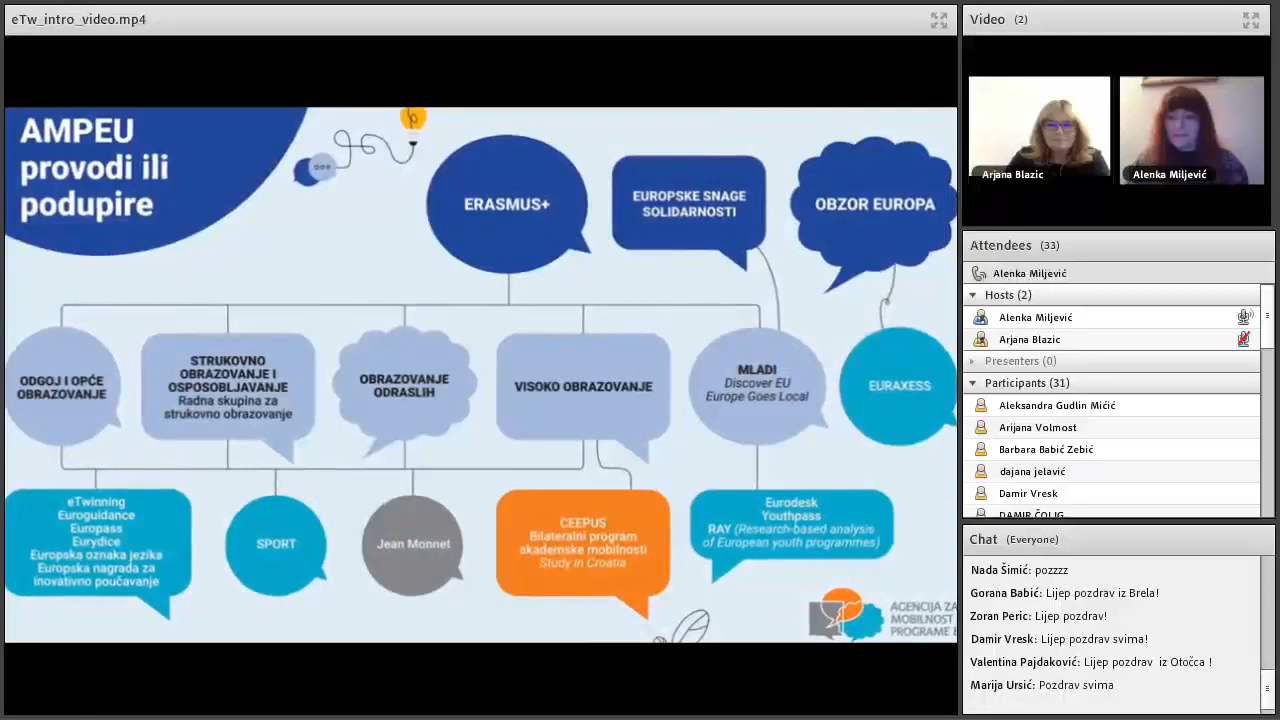 eTw_intro_video.mp4
AMPEU
provodi ili
podupire
ERASMUS+
EUROPSKE SNAGE
SOLIDARNOSTI
OBZOR EUROPA
ODGOJ I OPĆE
OBRAZOVANJE
STRUKOVNO
OBRAZOVANJE I
OSPOSOBLJAVANJE
Radna skupina za
strukovno obrazovanje
OBRAZOVANJE
ODRASLIH
VISOKO OBRAZOVANJE
MLADI
Discover EU
Europe Goes Local
EURAXESS
eTwinning
Euroguidance
Europass
Eurydice
Europska oznaka jezika
Europska nagrada za
inovativno poučavanje
SPORT
Jean Monnet
CEEPUS
Bilateralni program
akademske mobilnosti
Study in Croatia
Eurodesk
Youthpass
RAY (Research-based analysis
of European youth programmes)
AGENCIJA ZA
MOBILNOST
PROGRAME
Video (2)
Arjana Blazic
Alenka Miljević
Attendees (33)
Alenka Miljević
Hosts (2)
Alenka Miljević
Arjana Blazic
Presenters (0)
Participants (31)
Aleksandra Gudlin Mićić
Arijana Volmost
Barbara Babić Zebić
dajana jelavić
Damir Vresk
DAMIR ČOLIG
Chat (Everyone)
Nada Šimić: pozzzz
Gorana Babić: Lijep pozdrav iz Brela!
Zoran Peric: Lijep pozdrav!
Damir Vresk: Lijep pozdrav svima!
Valentina Pajdaković: Lijep pozdrav iz Otočca !
Marija Ursić: Pozdrav svima